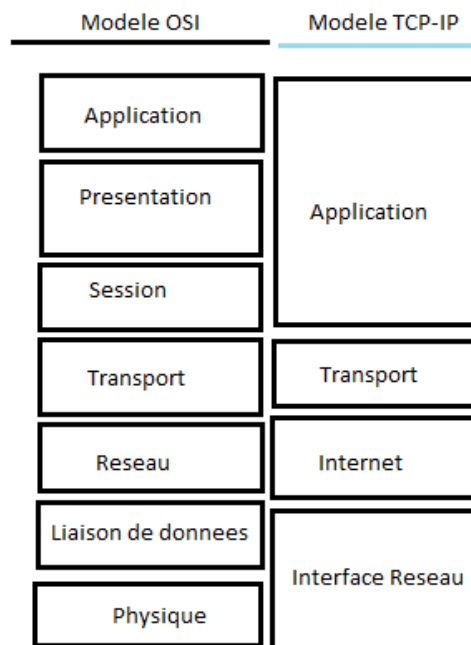 Modele OSI
Modele TCP-IP
Application
Presentation
Session
Transport
Reseau
Liaison de donnees
Physique
Application
Transport
Internet
Interface Reseau